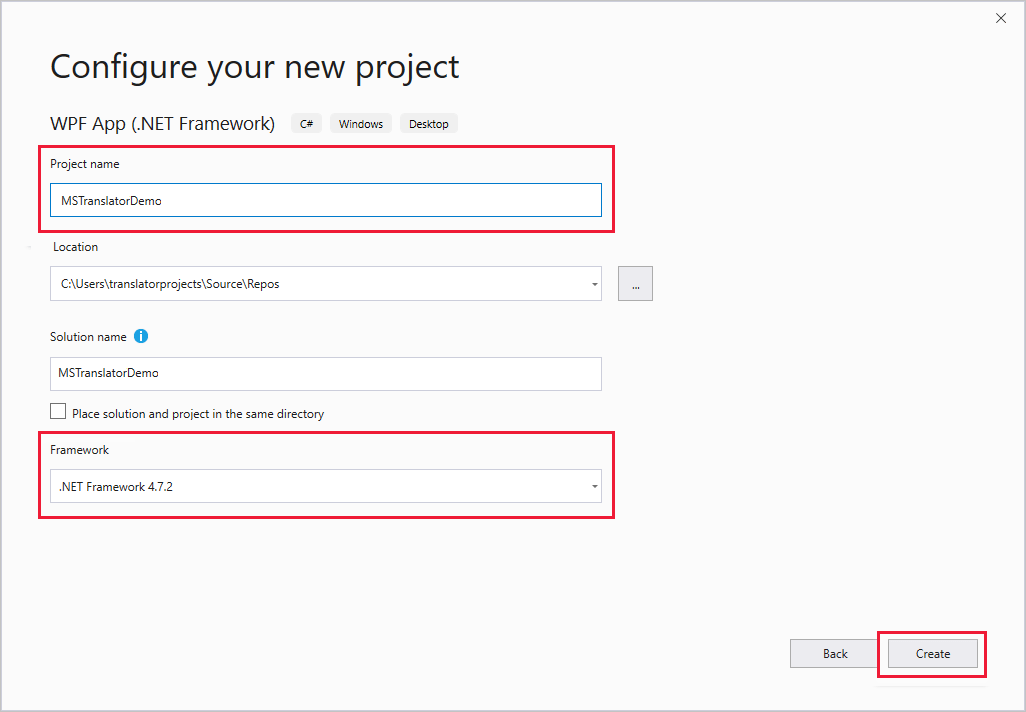 Configure your new project
WPF App (.NET Framework) C# Windows Desktop
Project name
MSTranslatorDemo
Location
C:\Users\translatorprojects\Source\Repos
...
Solution name i
MSTranslatorDemo
Place solution and project in the same directory
Framework
.NET Framework 4.7.2
Back Create